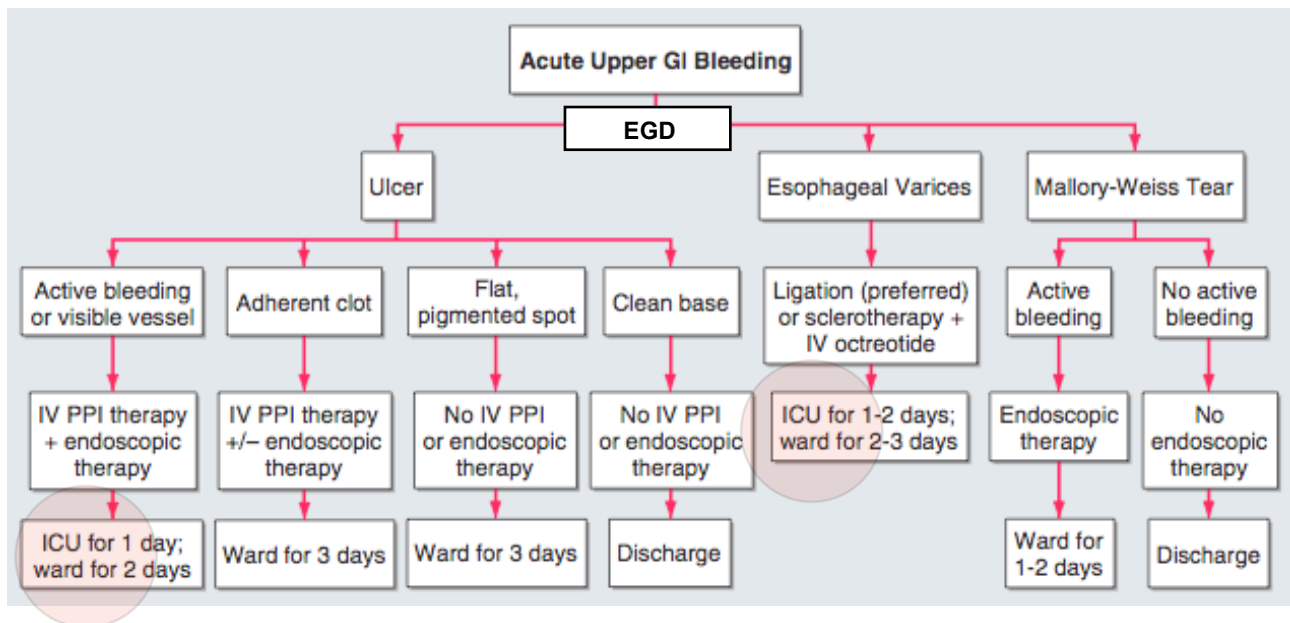 Acute Upper GI Bleeding
EGD
Ulcer
Esophageal Varices
Mallory-Weiss Tear
Active bleeding
or visible vessel
Adherent clot
Flat,
pigmented spot
Clean base
Ligation (preferred)
or sclerotherapy +
IV octreotide
Active
bleeding
No active
bleeding
IV PPI therapy
+ endoscopic
therapy
IV PPI therapy
+/– endoscopic
therapy
No IV PPI
or endoscopic
therapy
No IV PPI
or endoscopic
therapy
ICU for 1-2 days;
ward for 2-3 days
Endoscopic
therapy
No
endoscopic
therapy
ICU for 1 day;
ward for 2 days
Ward for 3 days
Ward for 3 days
Discharge
Ward for
1-2 days
Discharge